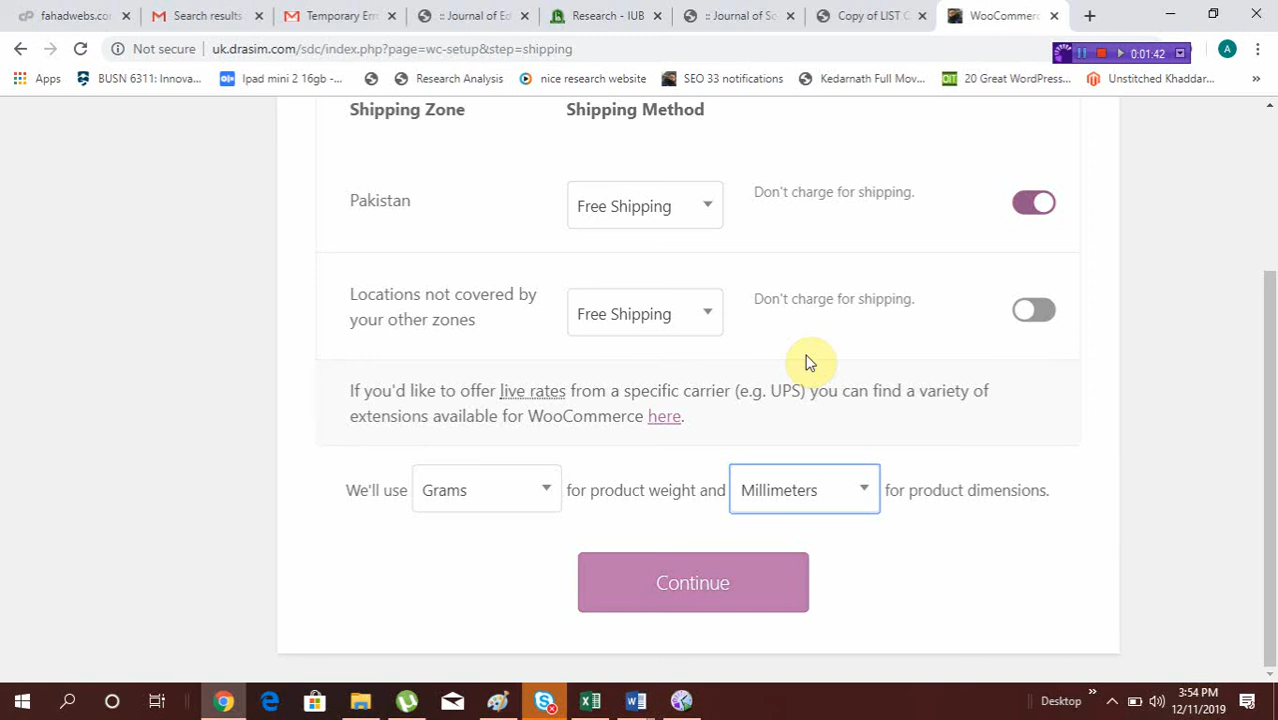 fahadwebs.co
Search results
Temporary Err
:: Journal of Ed
Research - IUB
:: Journal of So
Copy of LIST C
WooCommerc
Not secure
uk.drasim.com/sdc/index.php?page=wc-setup&step=shipping
0:01:42
A
Apps
BUSN 6311: Innova...
Ipad mini 2 16gb -...
Research Analysis
nice research website
SEO 33 notifications
Kedarnath Full Mov...
20 Great WordPress...
Unstitched Khaddar...
»
Shipping Zone
Shipping Method
Pakistan
Free Shipping
Don't charge for shipping.
Locations not covered by
your other zones
Free Shipping
Don't charge for shipping.
If you'd like to offer live rates from a specific carrier (e.g. UPS) you can find a variety of
extensions available for WooCommerce here.
We'll use Grams for product weight and Millimeters for product dimensions.
Continue
Desktop
»
3:54 PM
12/11/2019